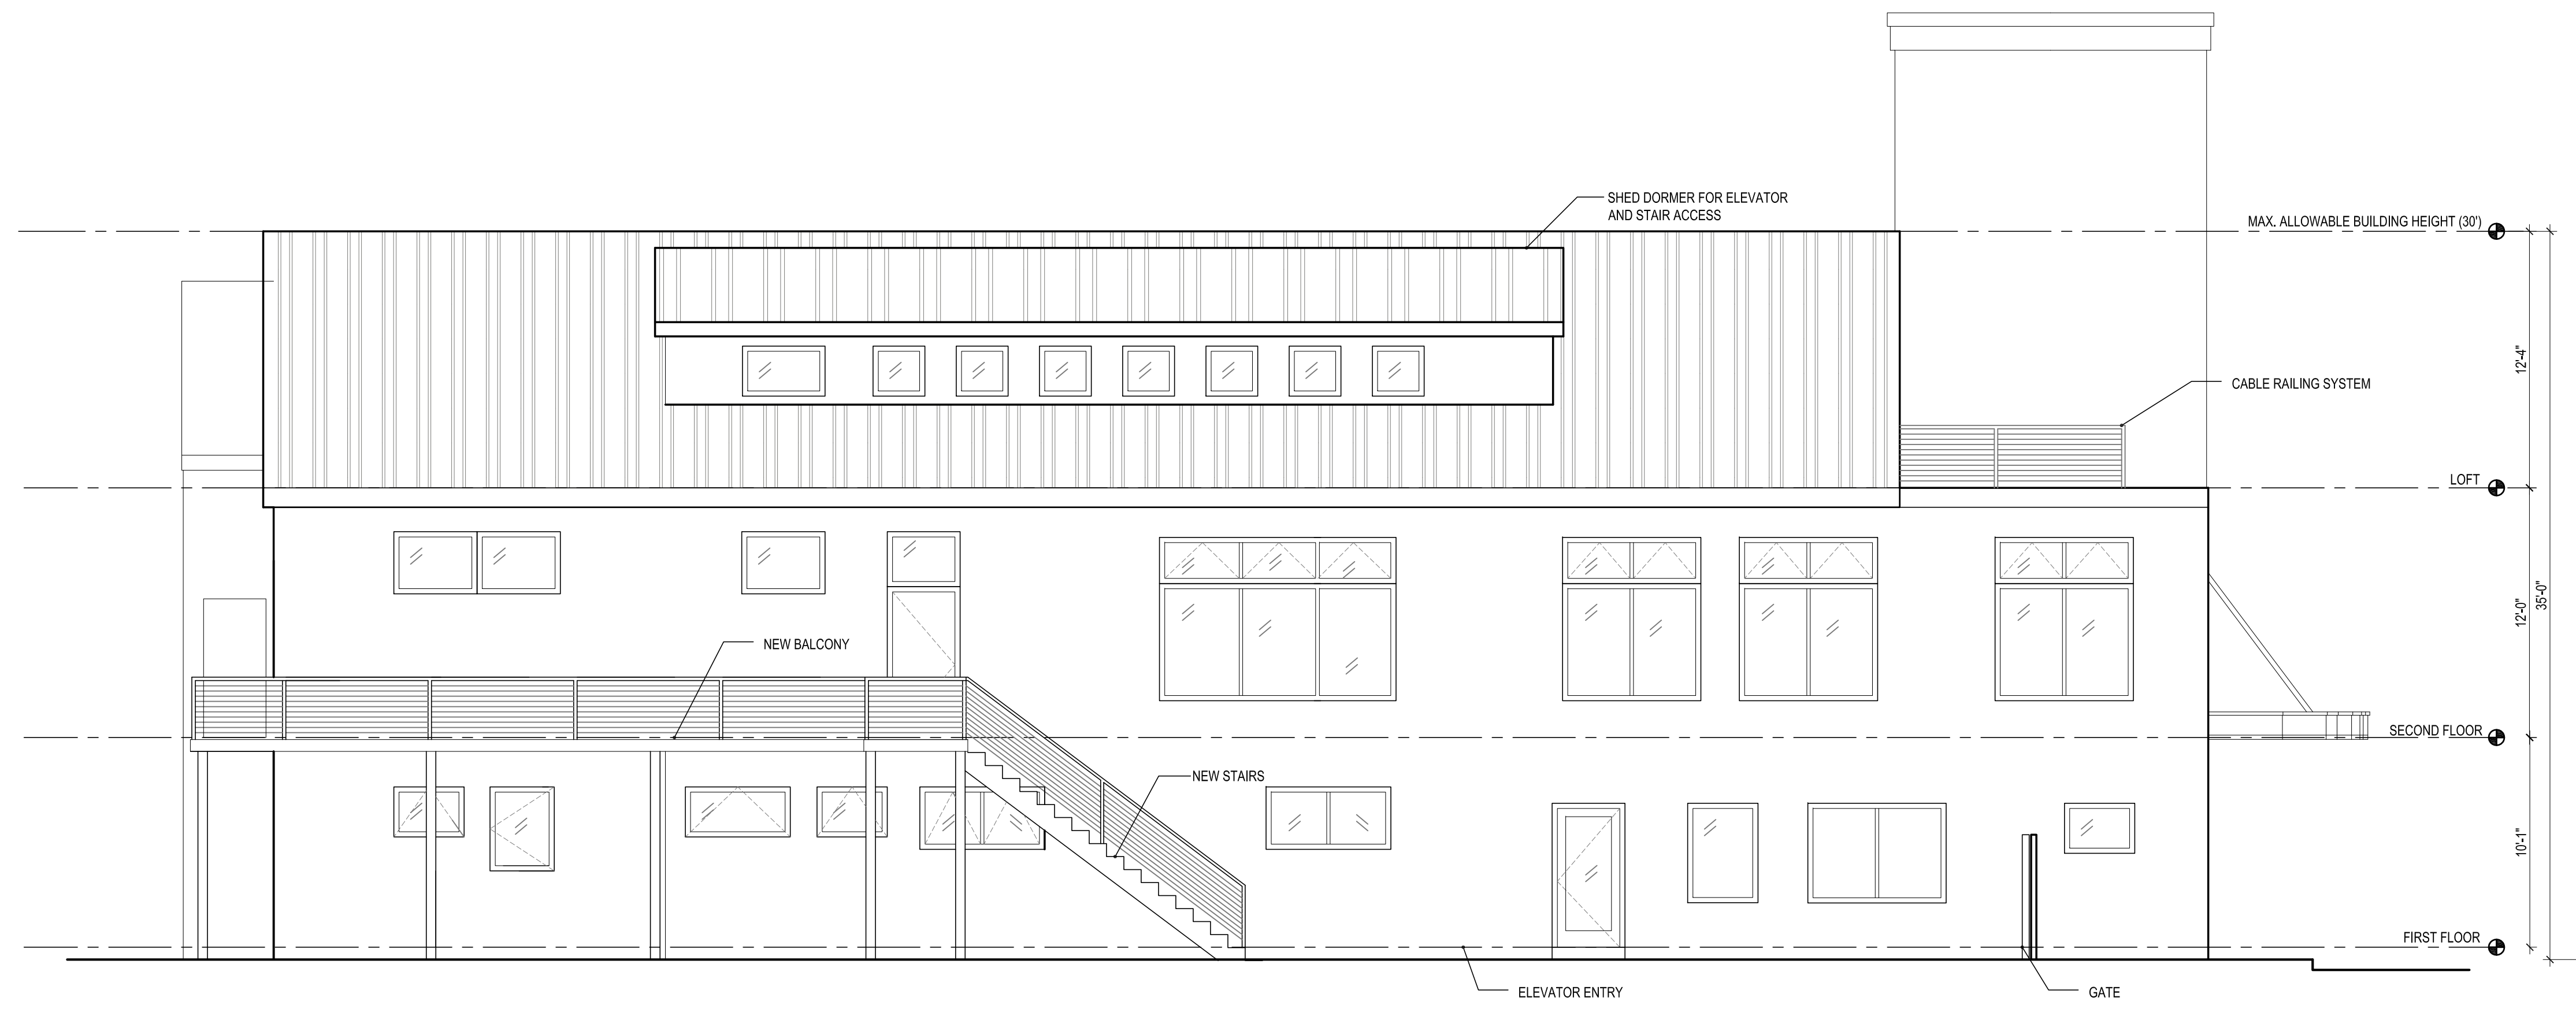 SHED DORMER FOR ELEVATOR
AND STAIR ACCESS
MAX. ALLOWABLE BUILDING HEIGHT (30')
12'-4"
CABLE RAILING SYSTEM
LOFT
12'-0"
35'-0"
NEW BALCONY
SECOND FLOOR
NEW STAIRS
10'-1"
FIRST FLOOR
ELEVATOR ENTRY
GATE